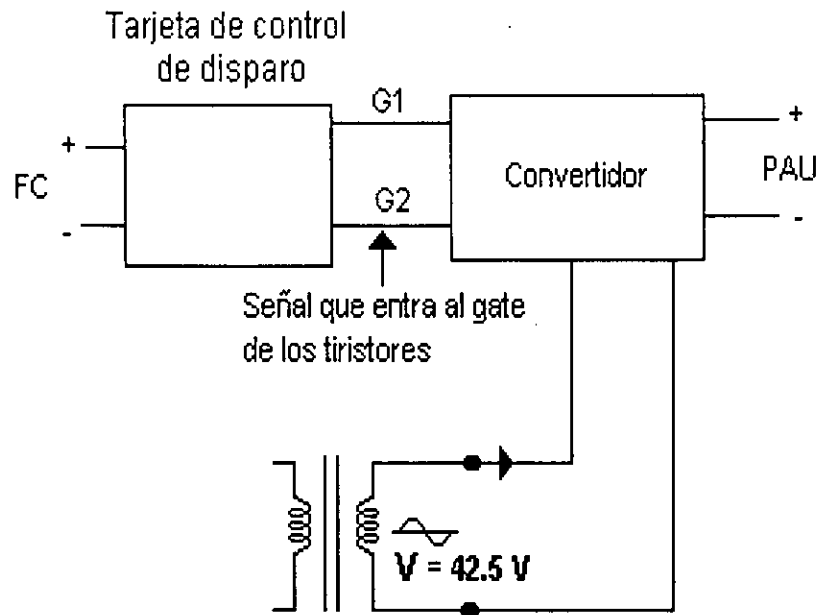 Tarjeta de control
de disparo
G1
+
+
FC
Convertidor
PAU
G2
-
-
Señal que entra al gate
de los tiristores
V = 42.5 V